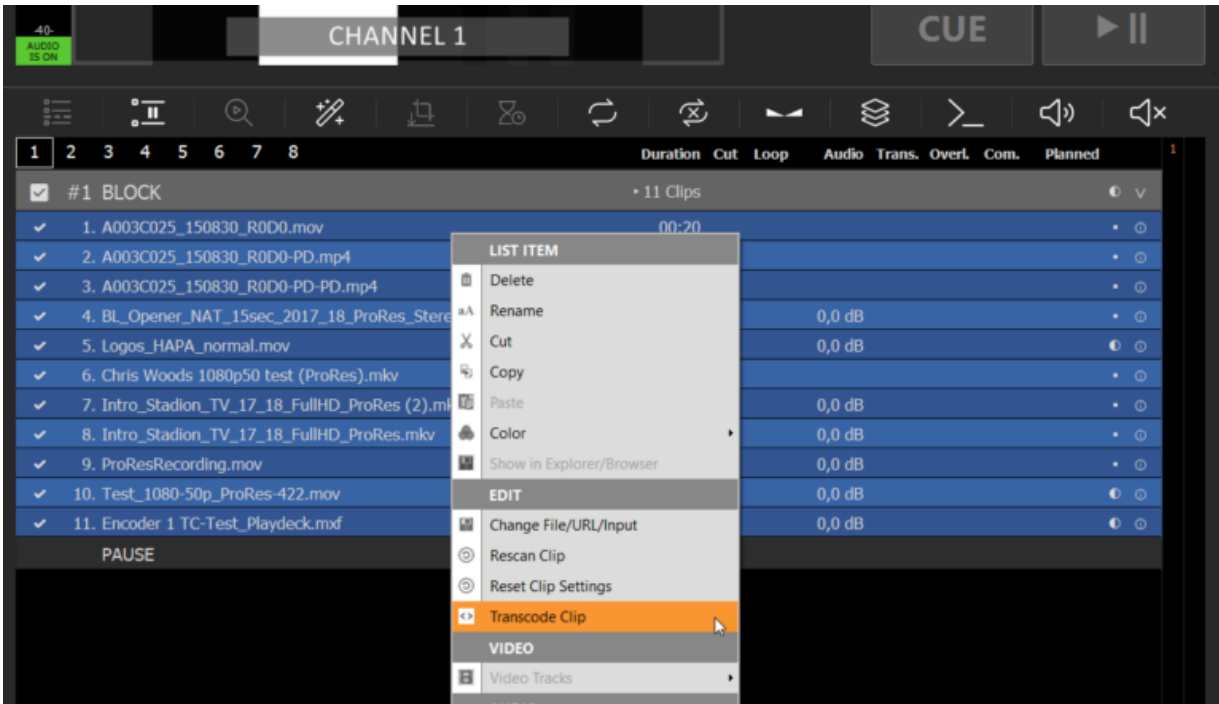 -40-
AUDIO
IS ON
CHANNEL 1
CUE
1 2 3 4 5 6 7 8 Duration Cut Loop Audio Trans. Overl. Com. Planned 1
#1 BLOCK ‣ 11 Clips
1. A003C025_150830_R0D0.mov 00:20
2. A003C025_150830_R0D0-PD.mp4
3. A003C025_150830_R0D0-PD-PD.mp4
4. BL_Opener_NAT_15sec_2017_18_ProRes_Stere 0,0 dB
5. Logos_HAPA_normal.mov 0,0 dB
6. Chris Woods 1080p50 test (ProRes).mkv
7. Intro_Stadion_TV_17_18_FullHD_ProRes (2).mk 0,0 dB
8. Intro_Stadion_TV_17_18_FullHD_ProRes.mkv 0,0 dB
9. ProResRecording.mov 0,0 dB
10. Test_1080-50p_ProRes-422.mov 0,0 dB
11. Encoder 1 TC-Test_Playdeck.mxf 0,0 dB
PAUSE
LIST ITEM
Delete
aA Rename
Cut
Copy
Paste
Color
Show in Explorer/Browser
EDIT
Change File/URL/Input
Rescan Clip
Reset Clip Settings
Transcode Clip
VIDEO
Video Tracks